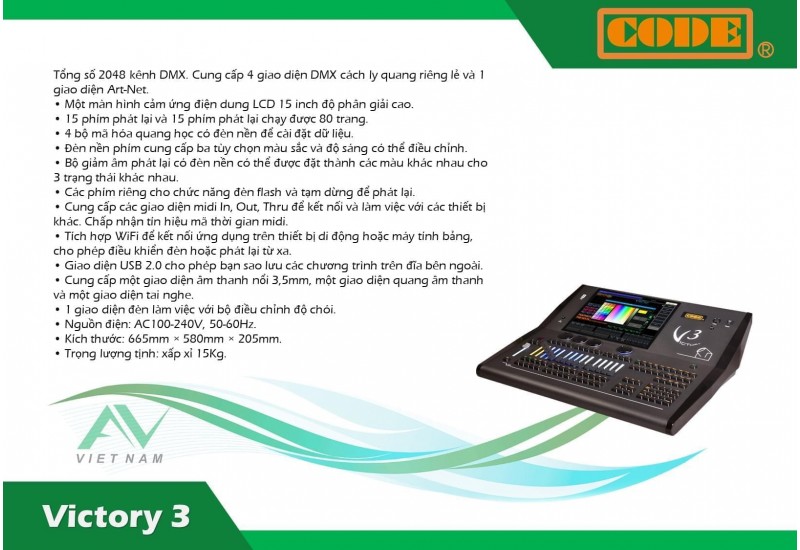 CODE ®
Tổng số 2048 kênh DMX. Cung cấp 4 giao diện DMX cách ly quang riêng lẻ và 1
giao diện Art-Net.
• Một màn hình cảm ứng điện dung LCD 15 inch độ phân giải cao.
• 15 phím phát lại và 15 phím phát lại chạy được 80 trang.
• 4 bộ mã hóa quang học có đèn nền để cài đặt dữ liệu.
• Đèn nền phím cung cấp ba tùy chọn màu sắc và độ sáng có thể điều chỉnh.
• Bộ giảm âm phát lại có đèn nền có thể được đặt thành các màu khác nhau cho
3 trạng thái khác nhau.
• Các phím riêng cho chức năng đèn flash và tạm dừng để phát lại.
• Cung cấp các giao diện midi In, Out, Thru để kết nối và làm việc với các thiết bị
khác. Chấp nhận tín hiệu mã thời gian midi.
• Tích hợp WiFi để kết nối ứng dụng trên thiết bị di động hoặc máy tính bảng,
cho phép điều khiển đèn hoặc phát lại từ xa.
• Giao diện USB 2.0 cho phép bạn sao lưu các chương trình trên đĩa bên ngoài.
• Cung cấp một giao diện âm thanh nổi 3,5mm, một giao diện quang âm thanh
và một giao diện tai nghe.
• 1 giao diện đèn làm việc với bộ điều chỉnh độ chói.
• Nguồn điện: AC100-240V, 50-60Hz.
• Kích thước: 665mm × 580mm × 205mm.
• Trọng lượng tịnh: xấp xỉ 15Kg.
CODE
V3
AV
VIET NAM
Victory 3